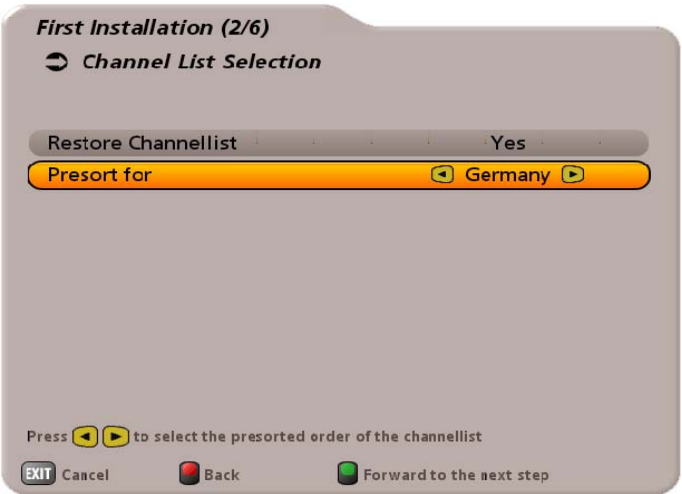 First Installation (2/6)
Channel List Selection
Restore Channellist Yes
Presort for Germany
Press to select the presorted order of the channellist
EXIT Cancel Back Forward to the next step